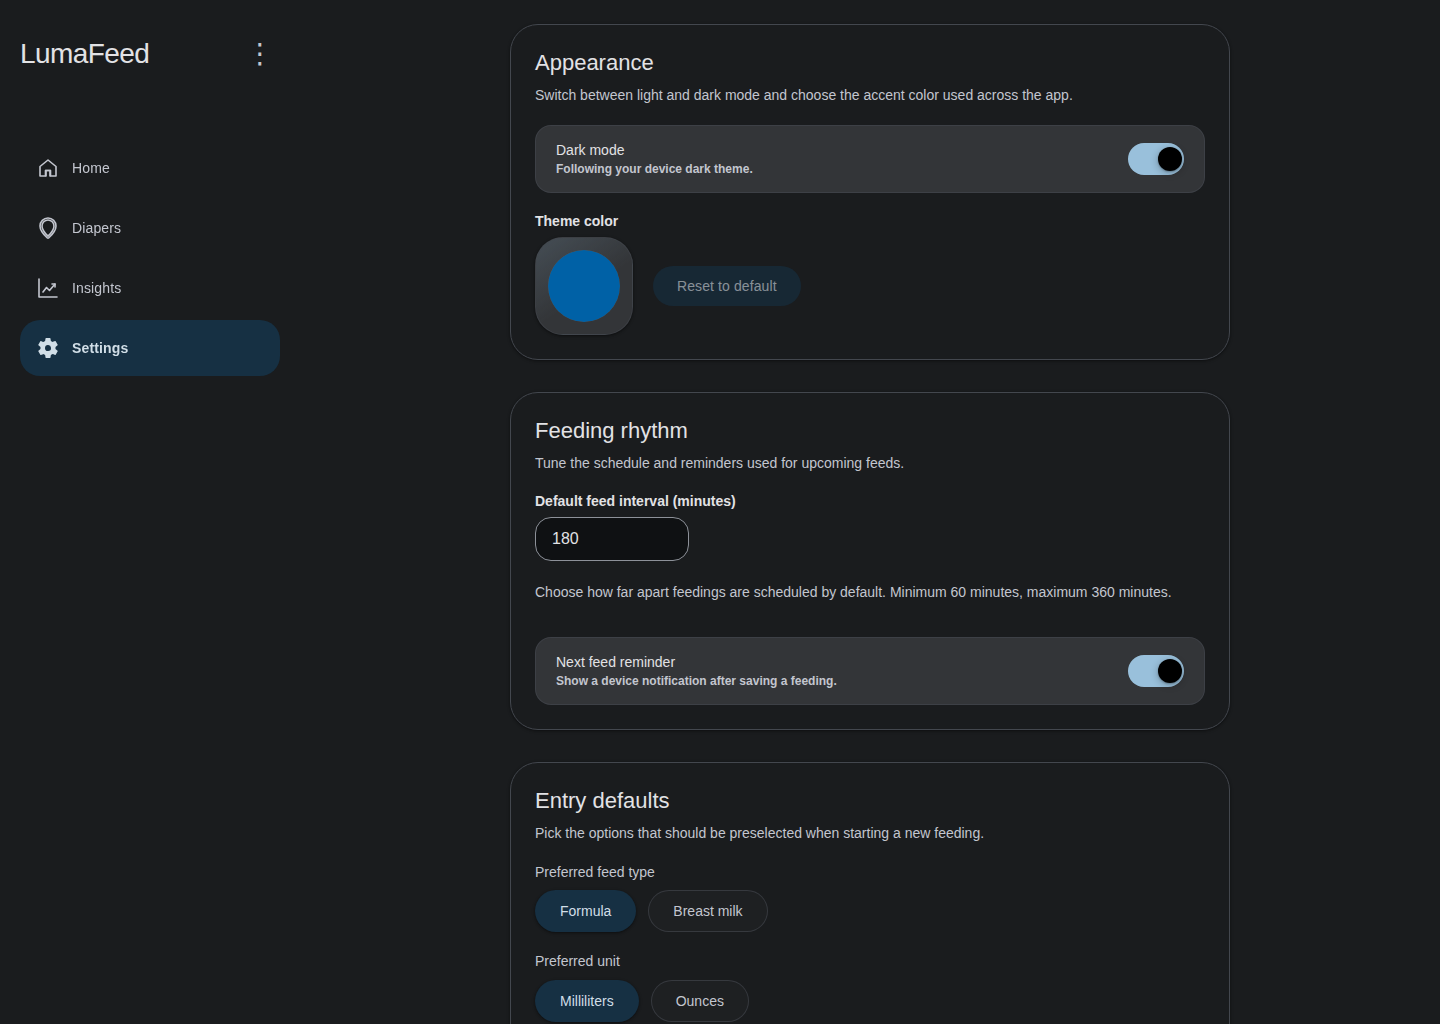 LumaFeed
Home
Diapers
Insights
Settings
Appearance
Switch between light and dark mode and choose the accent color used across the app.
Dark mode
Following your device dark theme.
Theme color
Reset to default
Feeding rhythm
Tune the schedule and reminders used for upcoming feeds.
Default feed interval (minutes)
180
Choose how far apart feedings are scheduled by default. Minimum 60 minutes, maximum 360 minutes.
Next feed reminder
Show a device notification after saving a feeding.
Entry defaults
Pick the options that should be preselected when starting a new feeding.
Preferred feed type
Formula Breast milk
Preferred unit
Milliliters Ounces